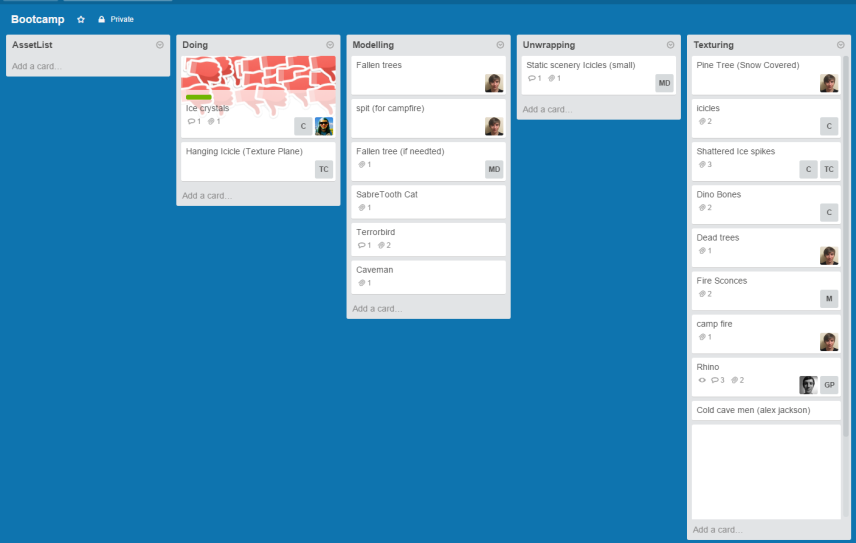 Bootcamp Private
AssetList
Add a card...
Doing
Ice crystals
1 1
C
Hanging Icicle (Texture Plane)
TC
Add a card...
Modelling
Fallen trees
spit (for campfire)
Fallen tree (if needted)
1
MD
SabreTooth Cat
1
Terrorbird
1 2
Caveman
1
Add a card...
Unwrapping
Static scenery Icicles (small)
1 1
MD
Add a card...
Texturing
Pine Tree (Snow Covered)
icicles
2
C
Shattered Ice spikes
3
C TC
Dino Bones
2
C
Dead trees
1
Fire Sconces
2
M
camp fire
1
Rhino
3 2
GP
Cold cave men (alex jackson)
Add a card...